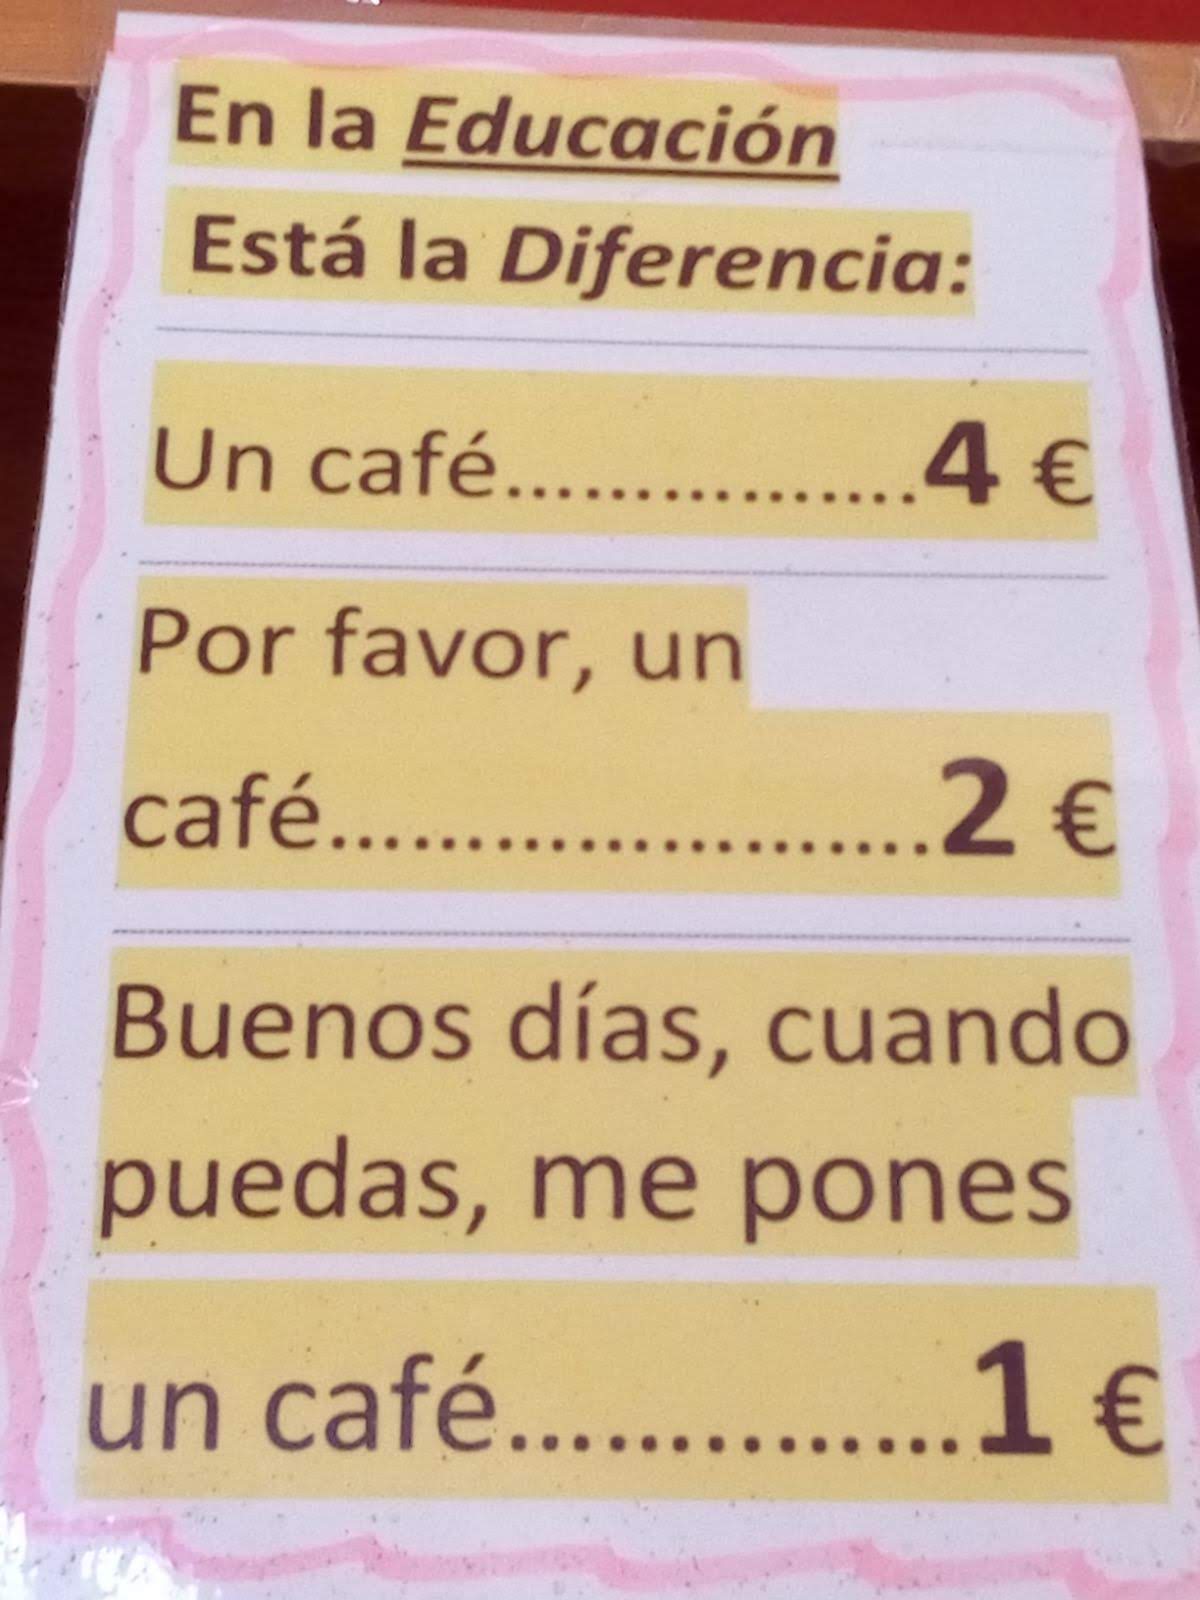 En la Educación
Está la Diferencia:
Un café................4 €
Por favor, un
café......................2 €
Buenos días, cuando
puedas, me pones
un café..............1 €